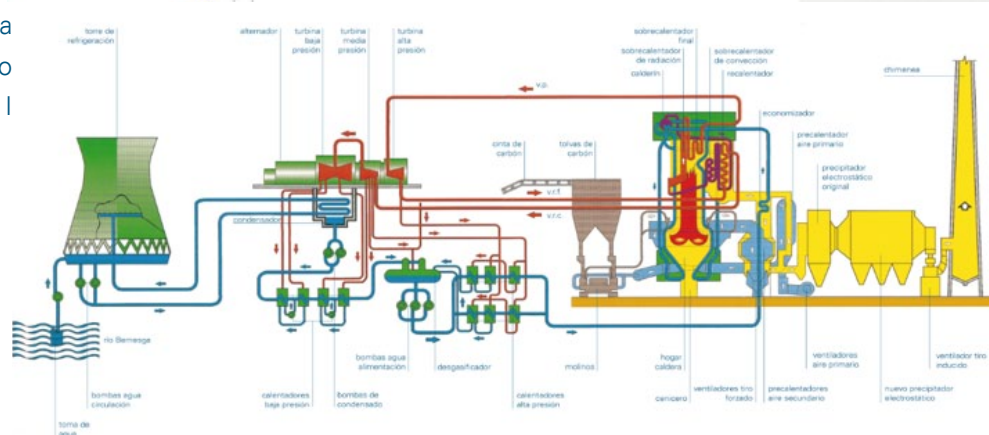 a
o
l
torre de
refrigeración
alternador
turbina
baja
presión
turbina
media
presión
turbina
alta
presión
sobrecalentador
final
sobrecalentador
de radiación
sobrecalentador
de convección
calderín
recalentador
chimenea
v.p.
economizador
precalentador
aire primario
cinta de
carbón
tolvas de
carbón
precipitador
electrostático
original
v.r.f.
v.r.c.
condensador
río Bernesga
bombas agua
circulación
toma de
agua
calentadores
baja presión
bombas de
condensado
bombas agua
alimentación
desgasificador
calentadores
alta presión
molinos
hogar
caldera
cenicero
ventiladores tiro
forzado
precalentadores
aire secundario
ventiladores
aire primario
nuevo precipitador
electrostático
ventilador tiro
inducido